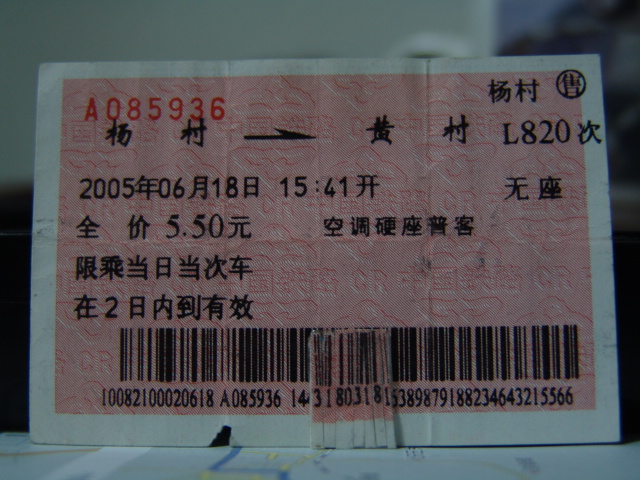 杨村 售
A085936
杨 村 → 黄 村 L820次
2005年06月18日 15:41开 无座
全 价 5.50元 空调硬座普客
限乘当日当次车
在2日内到有效
10082100020618 A085936